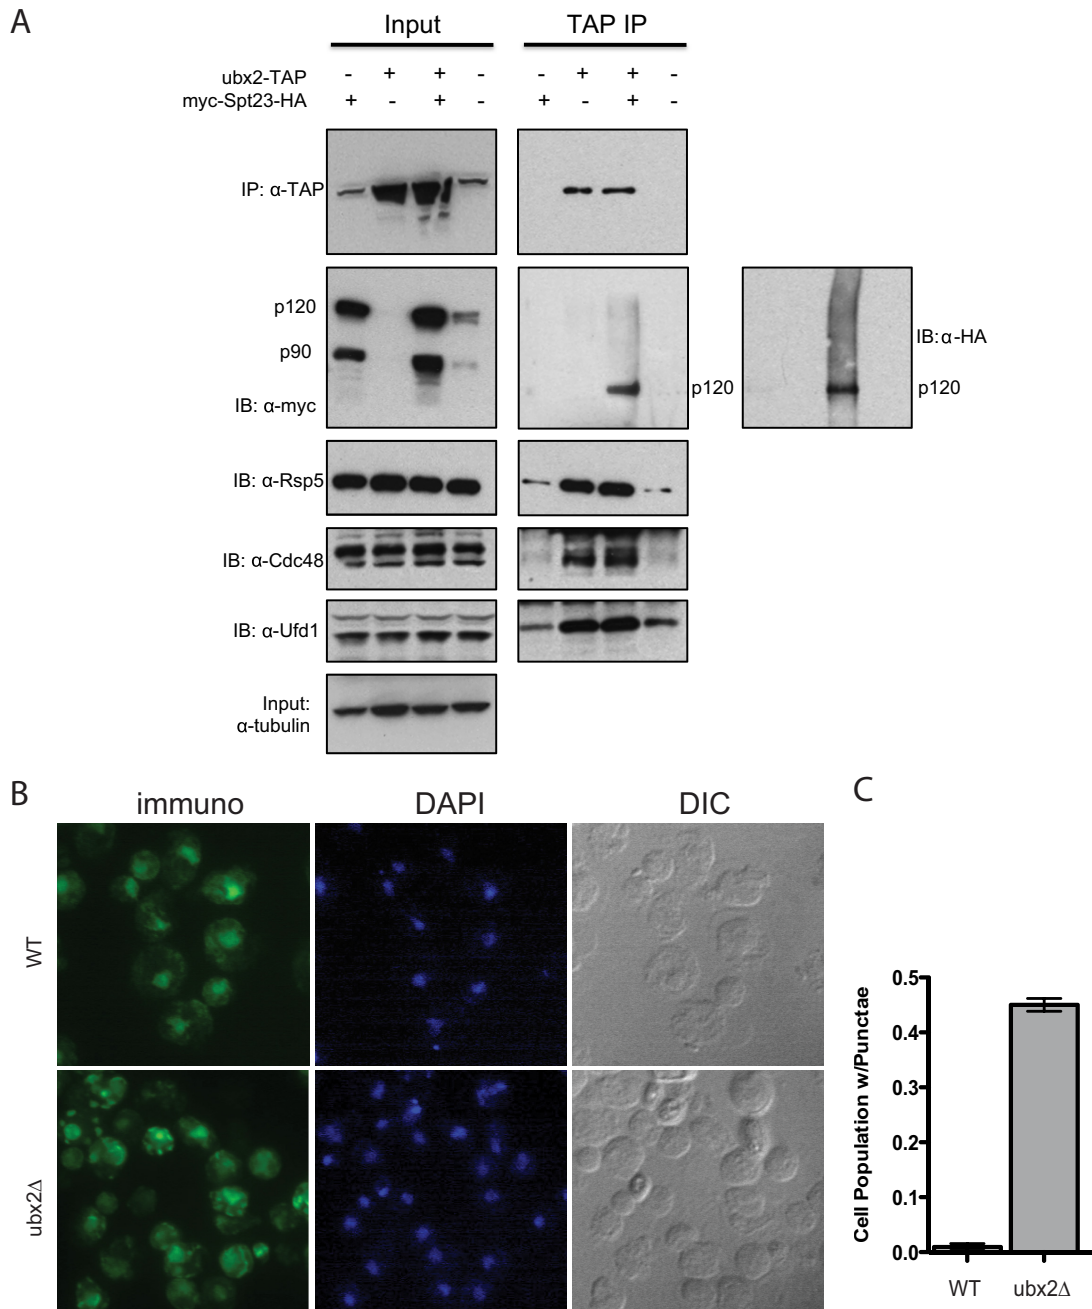 A
Input
TAP IP
ubx2-TAP - + + - - + + -
myc-Spt23-HA + - + - + - + -
IP: α-TAP
p120
p90
IB: α-myc
p120
IB: α-HA
p120
IB: α-Rsp5
IB: α-Cdc48
IB: α-Ufd1
Input:
α-tubulin
B
immuno
DAPI
DIC
WT
ubx2Δ
C
Cell Population w/Punctae
0.5
0.4
0.3
0.2
0.1
0.0
WT
ubx2Δ